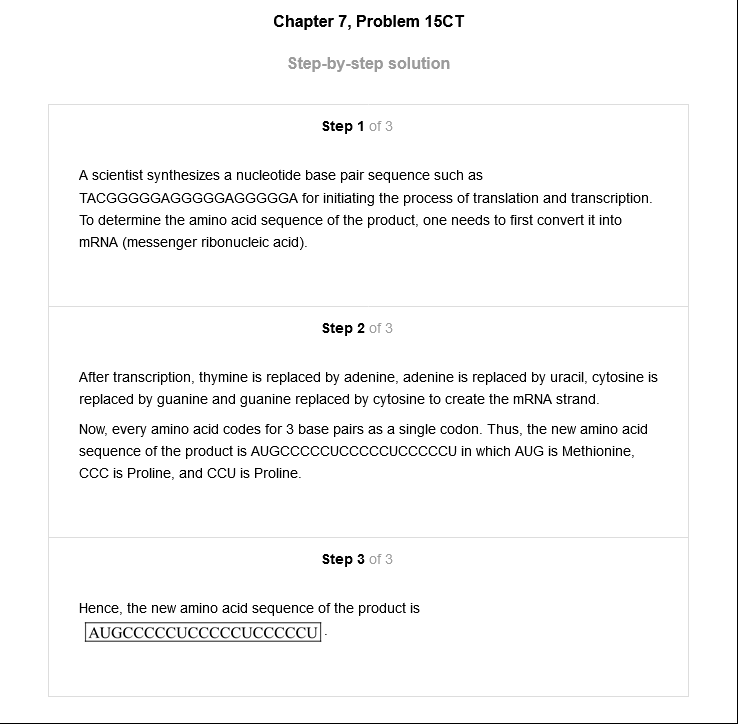 Chapter 7, Problem 15CT
Step-by-step solution
Step 1 of 3
A scientist synthesizes a nucleotide base pair sequence such as
TACGGGGGAGGGGGAGGGGGA for initiating the process of translation and transcription.
To determine the amino acid sequence of the product, one needs to first convert it into
mRNA (messenger ribonucleic acid).
Step 2 of 3
After transcription, thymine is replaced by adenine, adenine is replaced by uracil, cytosine is
replaced by guanine and guanine replaced by cytosine to create the mRNA strand.
Now, every amino acid codes for 3 base pairs as a single codon. Thus, the new amino acid
sequence of the product is AUGCCCCCUCCCCCUCCCCCU in which AUG is Methionine,
CCC is Proline, and CCU is Proline.
Step 3 of 3
Hence, the new amino acid sequence of the product is
AUGCCCCCUCCCCCUCCCCCU.